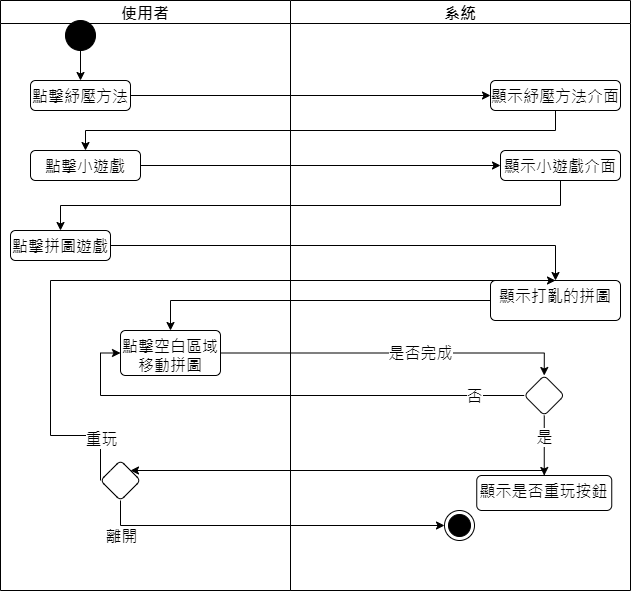 使用者
系統
點擊紓壓方法
顯示紓壓方法介面
點擊小遊戲
顯示小遊戲介面
點擊拼圖遊戲
顯示打亂的拼圖
點擊空白區域
移動拼圖
是否完成
否
是
重玩
顯示是否重玩按鈕
離開